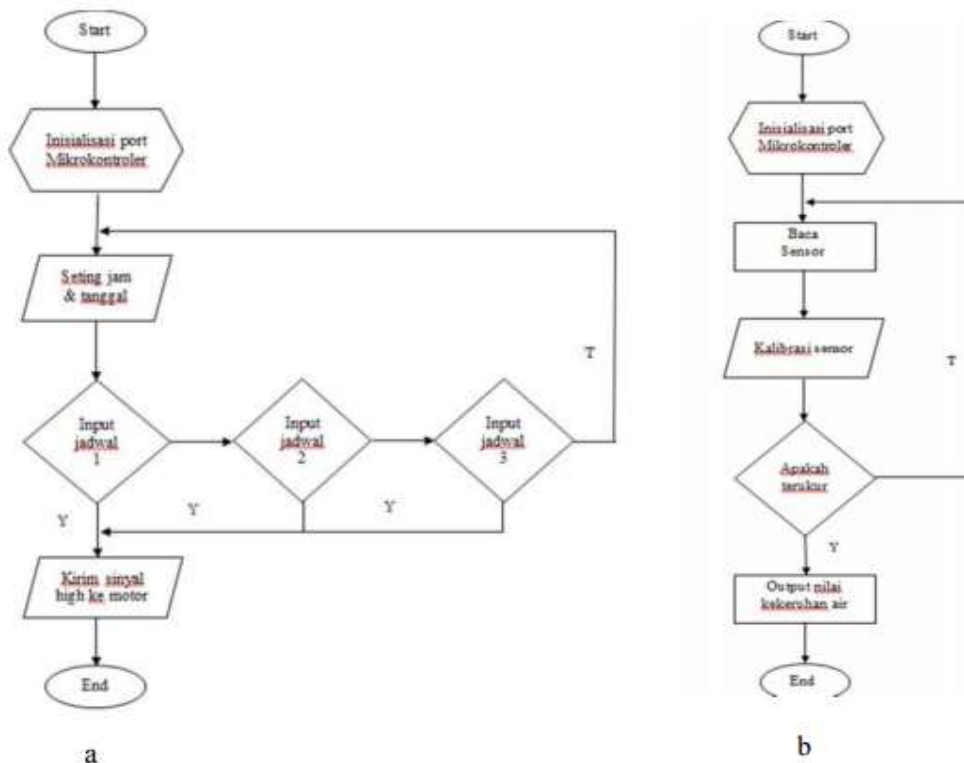 Start
Inisialisasi port
Mikrokontroler
Seting jam
& tanggal
Input
jadwal
1
Input
jadwal
2
Input
jadwal
3
T
Y
Y
Y
Kirim sinyal
high ke motor
End
a
Start
Inisialisasi port
Mikrokontroler
Baca
Sensor
Kalibrasi sensor
T
Apakah
terukur
Y
Output nilai
kekeruhan air
End
b